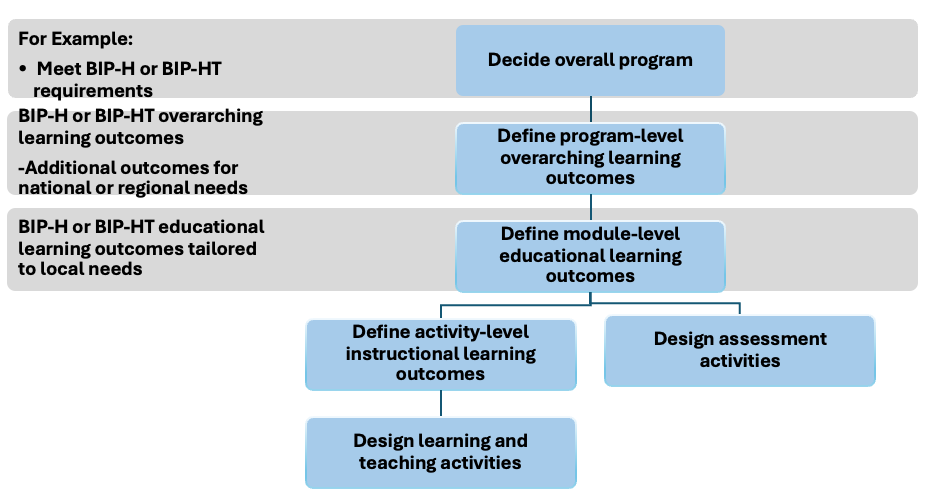 For Example:
• Meet BIP-H or BIP-HT
requirements
Decide overall program
BIP-H or BIP-HT overarching
learning outcomes
-Additional outcomes for
national or regional needs
Define program-level
overarching learning
outcomes
BIP-H or BIP-HT educational
learning outcomes tailored
to local needs
Define module-level
educational learning
outcomes
Define activity-level
instructional learning
outcomes
Design assessment
activities
Design learning and
teaching activities